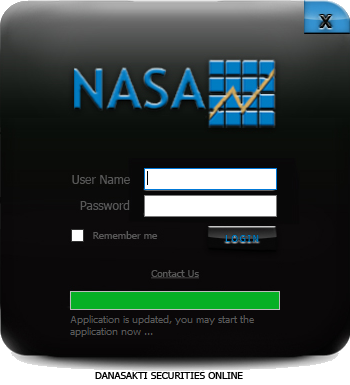 X
NASA
User Name
Password
Remember me
LOGIN
Contact Us
Application is updated, you may start the
application now ...
DANASAKTI SECURITIES ONLINE